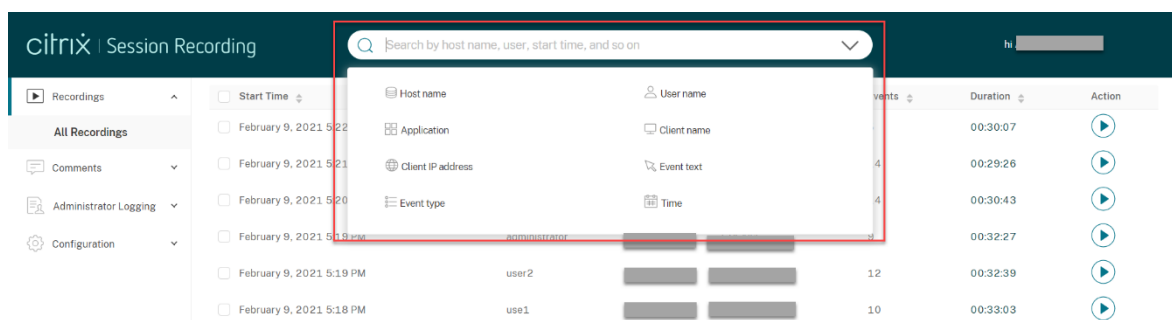 citrix | Session Recording
Search by host name, user, start time, and so on
hi
Recordings
All Recordings
Comments
Administrator Logging
Configuration
Host name
User name
Application
Client name
Client IP address
Event text
Event type
Time
Start Time
Duration
Action
February 9, 2021 5:22
00:30:07
February 9, 2021 5:21
4
00:29:26
February 9, 2021 5:20
4
00:30:43
February 9, 2021 5:19 PM
administrator
8
00:32:27
February 9, 2021 5:19 PM
user2
12
00:32:39
February 9, 2021 5:18 PM
use1
10
00:33:03